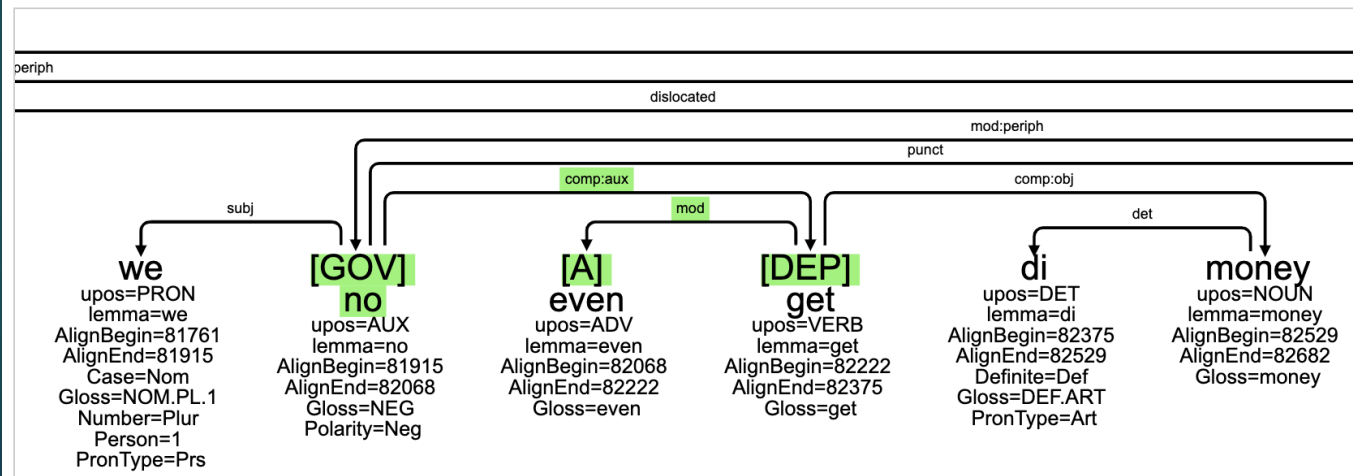 periph
dislocated
mod:periph
punct
comp:aux
comp:obj
subj
mod
det
we
upos=PRON
lemma=we
AlignBegin=81761
AlignEnd=81915
Case=Nom
Gloss=NOM.PL.1
Number=Plur
Person=1
PronType=Prs
[GOV]
no
upos=AUX
lemma=no
AlignBegin=81915
AlignEnd=82068
Gloss=NEG
Polarity=Neg
[A]
even
upos=ADV
lemma=even
AlignBegin=82068
AlignEnd=82222
Gloss=even
[DEP]
get
upos=VERB
lemma=get
AlignBegin=82222
AlignEnd=82375
Gloss=get
di
upos=DET
lemma=di
AlignBegin=82375
AlignEnd=82529
Definite=Def
Gloss=DEF.ART
PronType=Art
money
upos=NOUN
lemma=money
AlignBegin=82529
AlignEnd=82682
Gloss=money